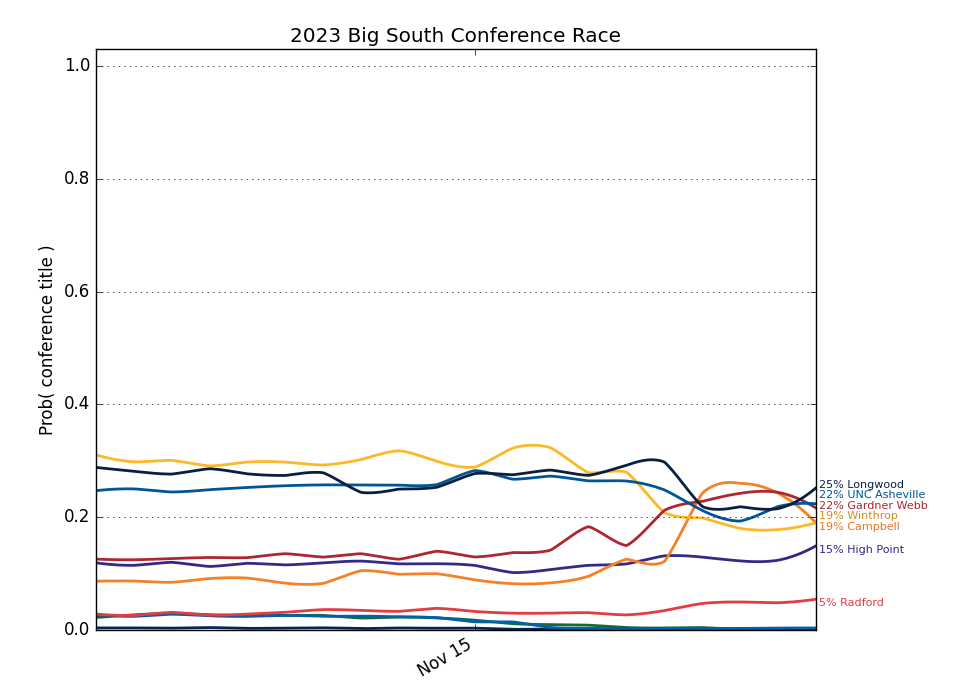 2023 Big South Conference Race
Prob( conference title )
1.0
0.8
0.6
0.4
0.2
0.0
Nov 15
25% Longwood
22% UNC Asheville
22% Gardner Webb
19% Winthrop
19% Campbell
15% High Point
5% Radford